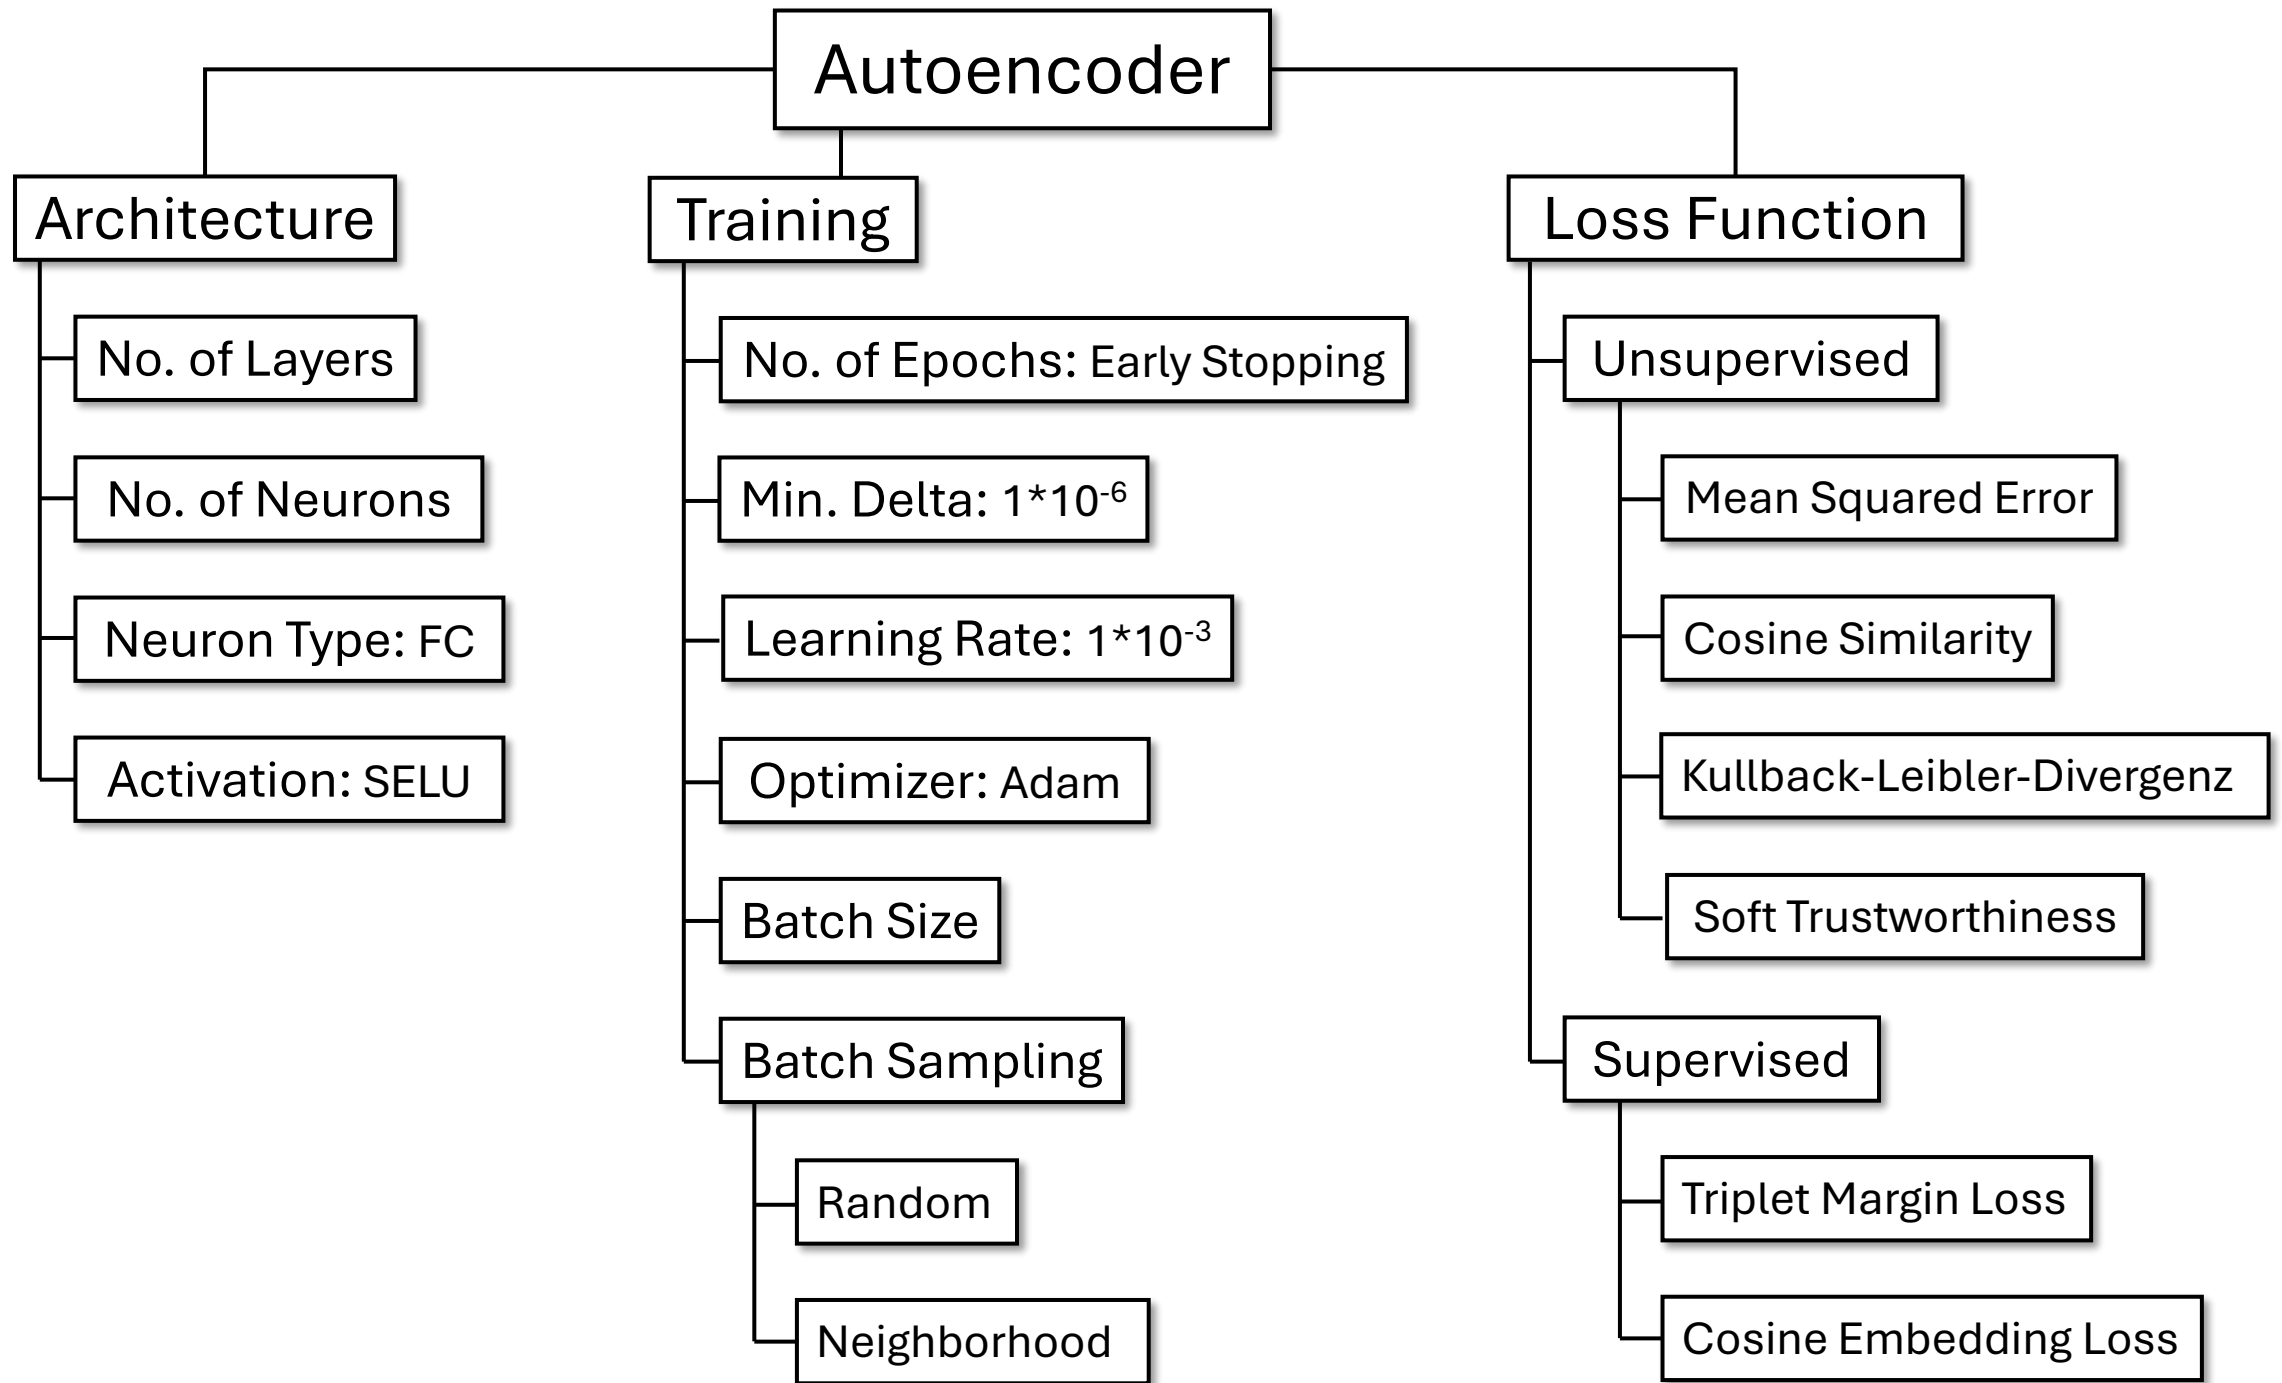 Autoencoder
Architecture
No. of Layers
No. of Neurons
Neuron Type: FC
Activation: SELU
Training
No. of Epochs: Early Stopping
Min. Delta: 1*10⁻⁶
Learning Rate: 1*10⁻³
Optimizer: Adam
Batch Size
Batch Sampling
Random
Neighborhood
Loss Function
Unsupervised
Mean Squared Error
Cosine Similarity
Kullback-Leibler-Divergenz
Soft Trustworthiness
Supervised
Triplet Margin Loss
Cosine Embedding Loss